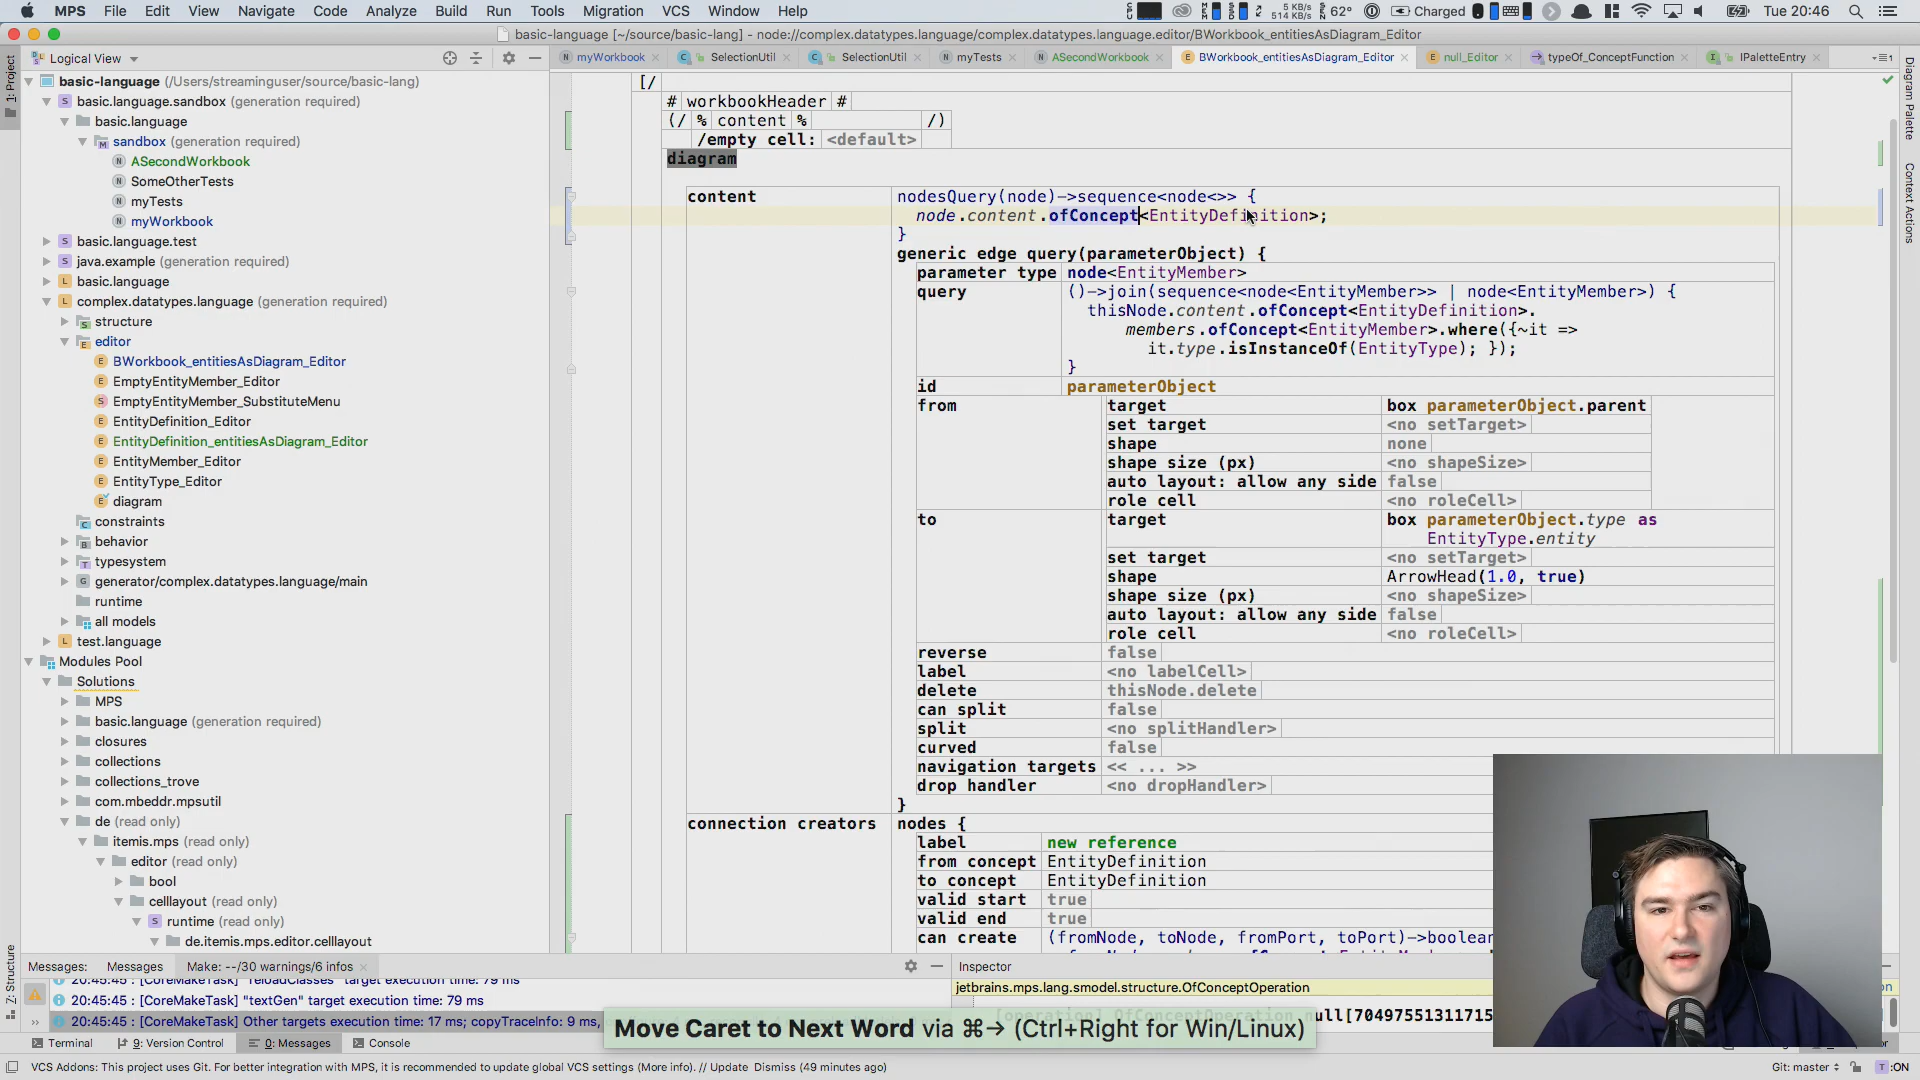 MPS File Edit View Navigate Code Analyze Build Run Tools Migration VCS Window Help
5 KB/s 514 KB/s 62° Charged Tue 20:46
basic-language [~/source/basic-lang] - node://complex.datatypes.language/complex.datatypes.language.editor/BWorkbook_entitiesAsDiagram_Editor
Logical View
myWorkbook SelectionUtil SelectionUtil myTests ASecondWorkbook BWorkbook_entitiesAsDiagram_Editor null_Editor typeOf_ConceptFunction IPaletteEntry
1: Project
basic-language (/Users/streaminguser/source/basic-lang)
basic.language.sandbox (generation required)
basic.language
sandbox (generation required)
ASecondWorkbook
SomeOtherTests
myTests
myWorkbook
basic.language.test
java.example (generation required)
basic.language
complex.datatypes.language (generation required)
structure
editor
BWorkbook_entitiesAsDiagram_Editor
EmptyEntityMember_Editor
EmptyEntityMember_SubstituteMenu
EntityDefinition_Editor
EntityDefinition_entitiesAsDiagram_Editor
EntityMember_Editor
EntityType_Editor
diagram
constraints
behavior
typesystem
generator/complex.datatypes.language/main
runtime
all models
test.language
Modules Pool
Solutions
MPS
basic.language (generation required)
closures
collections
collections_trove
com.mbeddr.mpsutil
de (read only)
itemis.mps (read only)
editor (read only)
bool
celllayout (read only)
runtime (read only)
de.itemis.mps.editor.celllayout
[/
# workbookHeader #
(/ % content % /)
/empty cell: <default>
diagram
content nodesQuery(node)->sequence<node<>> {
node.content.ofConcept<EntityDefinition>;
}
generic edge query(parameterObject) {
parameter type node<EntityMember>
query ()->join(sequence<node<EntityMember>> | node<EntityMember>) {
thisNode.content.ofConcept<EntityDefinition>.
members.ofConcept<EntityMember>.where({~it =>
it.type.isInstanceOf(EntityType); });
}
id parameterObject
from target box parameterObject.parent
set target <no setTarget>
shape none
shape size (px) <no shapeSize>
auto layout: allow any side false
role cell <no roleCell>
to target box parameterObject.type as
EntityType.entity
set target <no setTarget>
shape ArrowHead(1.0, true)
shape size (px) <no shapeSize>
auto layout: allow any side false
role cell <no roleCell>
reverse false
label <no labelCell>
delete thisNode.delete
can split false
split <no splitHandler>
curved false
navigation targets << ... >>
drop handler <no dropHandler>
}
connection creators nodes {
label new reference
from concept EntityDefinition
to concept EntityDefinition
valid start true
valid end true
can create (fromNode, toNode, fromPort, toPort)->boolean
Diagram Palette
Context Actions
Z: Structure
Messages: Messages Make: --/30 warnings/6 infos
Inspector
20:45:45 : [CoreMakeTask] "reloadClasses" target execution time: 79 ms
20:45:45 : [CoreMakeTask] "textGen" target execution time: 79 ms
20:45:45 : [CoreMakeTask] Other targets execution time: 17 ms; copyTraceInfo: 9 ms,
jetbrains.mps.lang.smodel.structure.OfConceptOperation
[operation] OfConceptOperation null[70497551311715
Move Caret to Next Word via ⌘→ (Ctrl+Right for Win/Linux)
Terminal 9: Version Control 0: Messages Console
VCS Addons: This project uses Git. For better integration with MPS, it is recommended to update global VCS settings (More info). // Update Dismiss (49 minutes ago)
Git: master T :ON